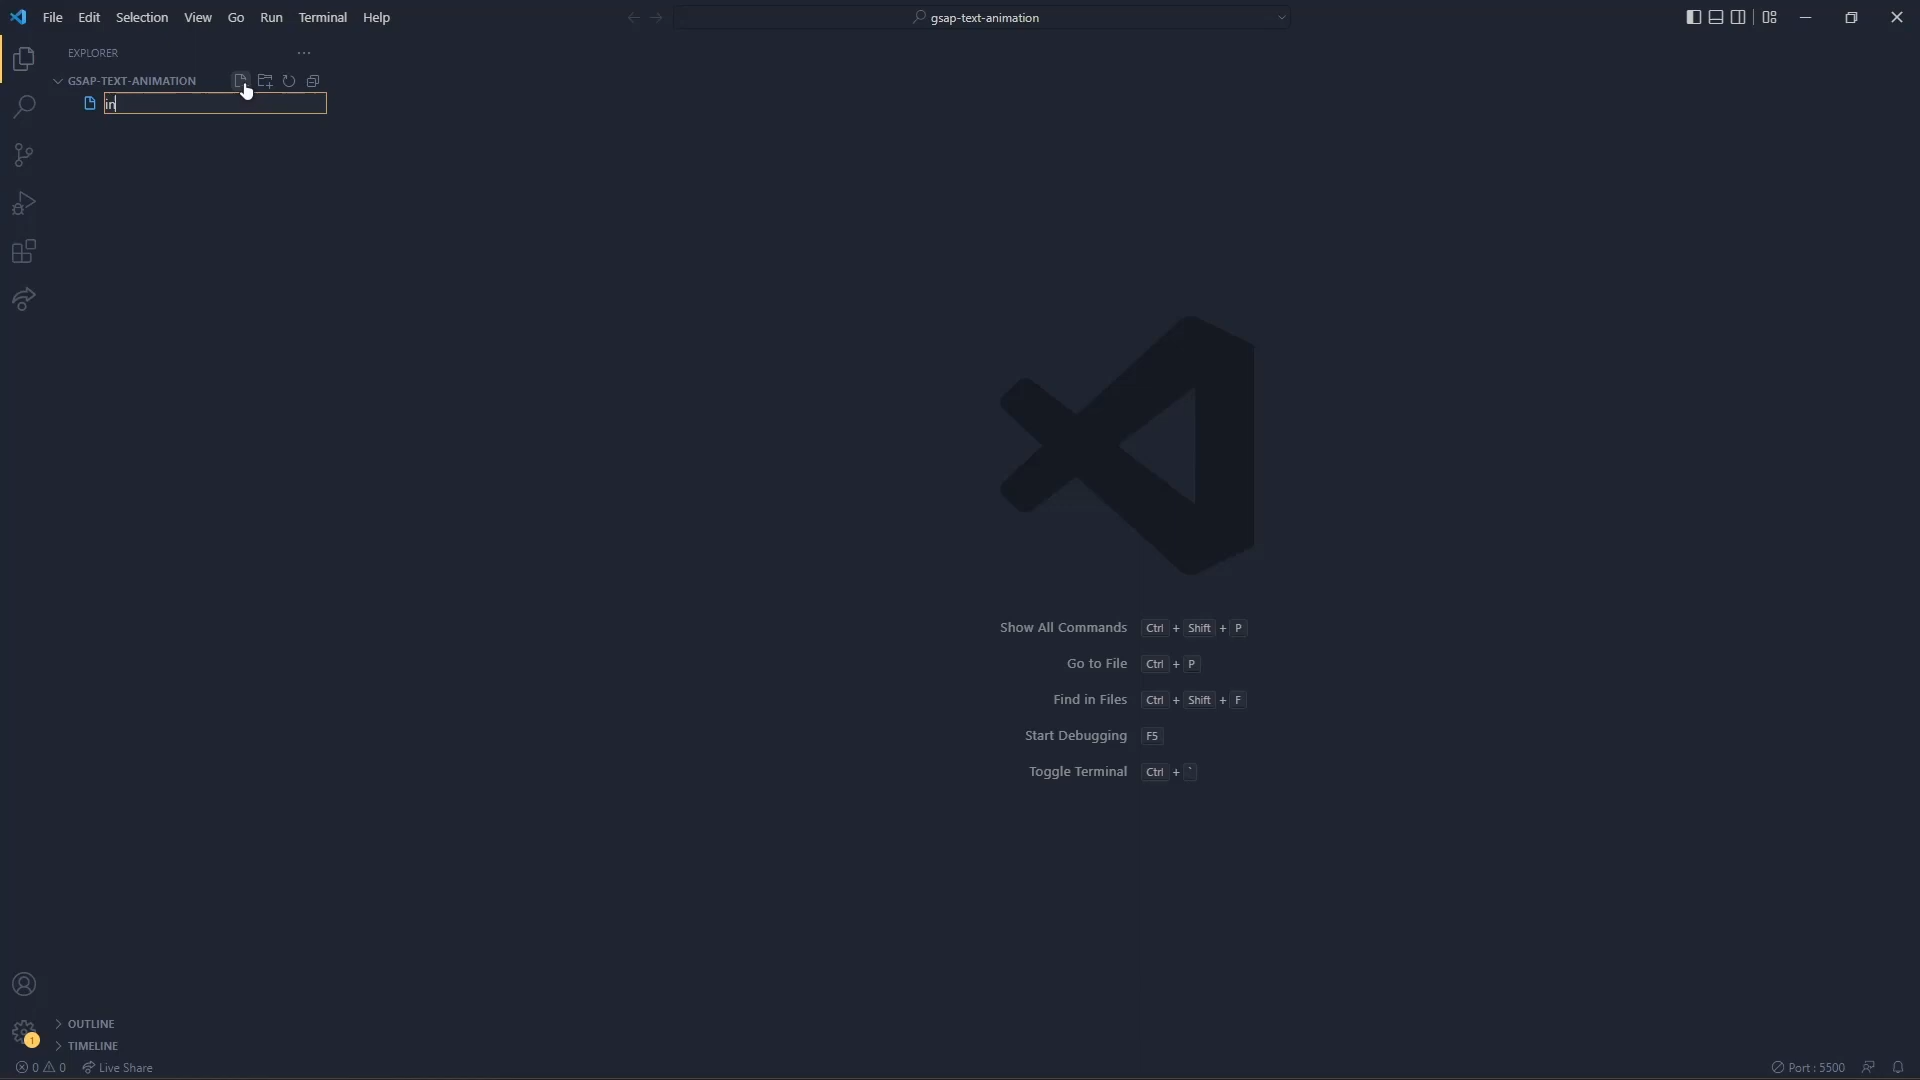 File Edit Selection View Go Run Terminal Help
gsap-text-animation
EXPLORER
GSAP-TEXT-ANIMATION
in
Show All Commands Ctrl + Shift + P
Go to File Ctrl + P
Find in Files Ctrl + Shift + F
Start Debugging F5
Toggle Terminal Ctrl + `
1
OUTLINE
TIMELINE
0 0 Live Share
Port : 5500